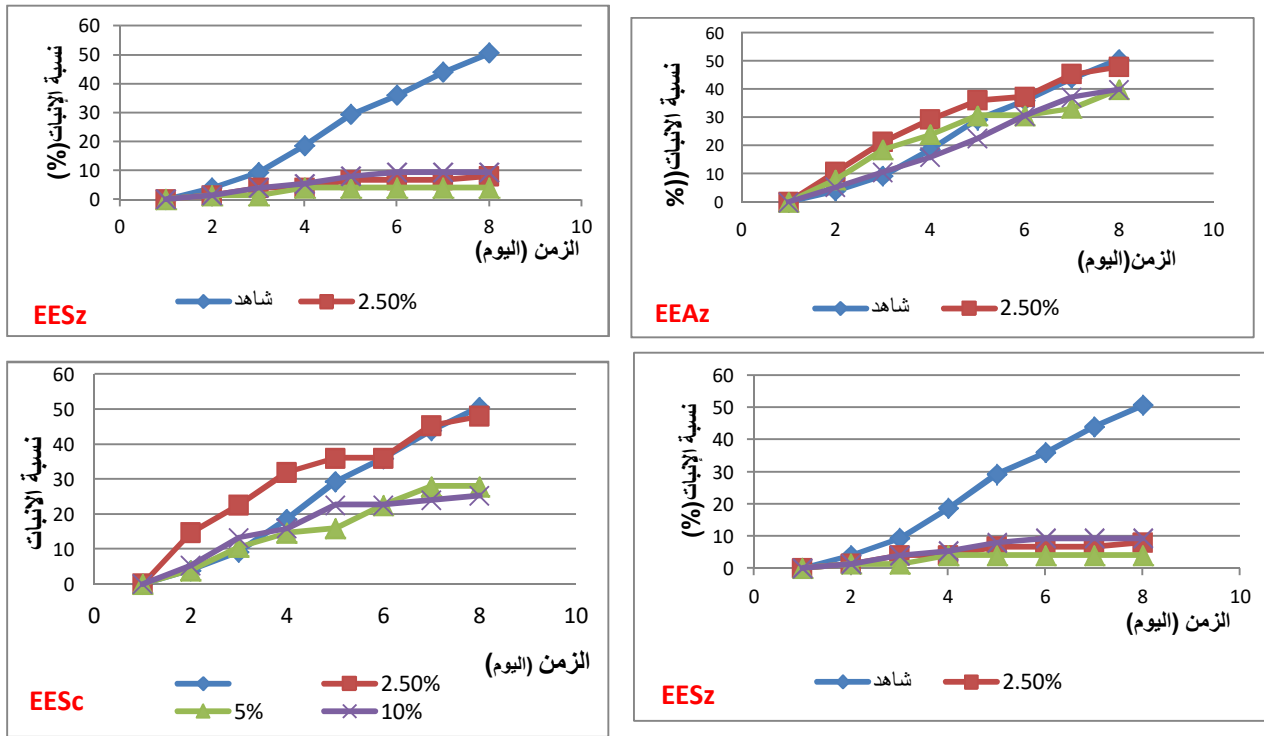 نسبة الإنبات(%)
60
50
40
30
20
10
0
0 2 4 6 8 10
الزمن (اليوم)
شاهد 2.50%
EESz
نسبة الانبات((%
60
50
40
30
20
10
0
0 2 4 6 8 10
الزمن(اليوم)
شاهد 2.50%
EEAz
نسبة الانبات
60
50
40
30
20
10
0
0 2 4 6 8 10
الزمن (اليوم)
2.50%
5% 10%
EESc
نسبة الإنبات(%)
60
50
40
30
20
10
0
0 2 4 6 8 10
الزمن (اليوم)
شاهد 2.50%
EESz